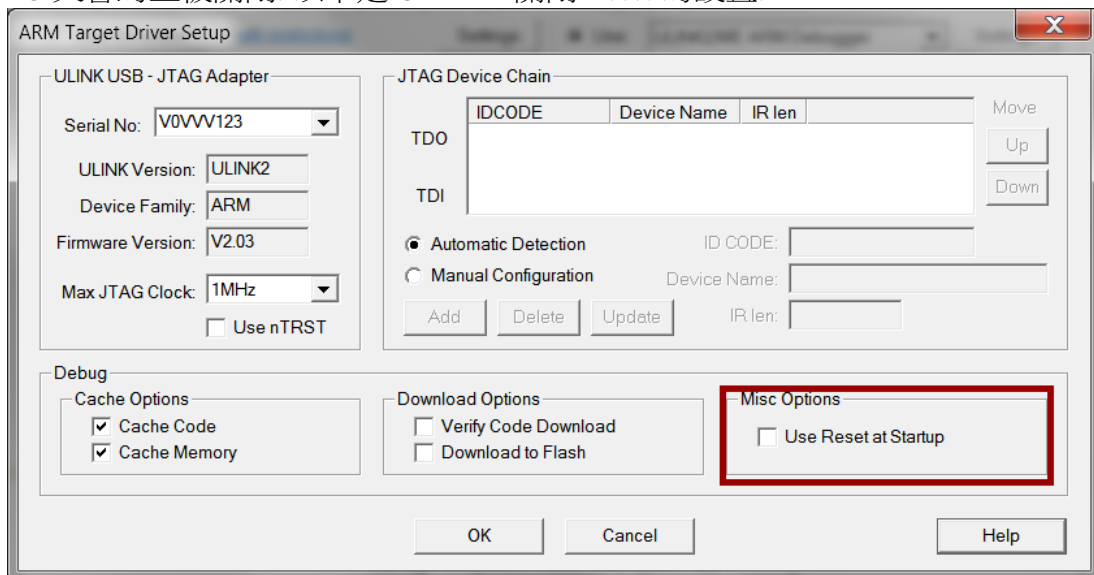 ARM Target Driver Setup
ULINK USB - JTAG Adapter
Serial No: V0VVV123
ULINK Version: ULINK2
Device Family: ARM
Firmware Version: V2.03
Max JTAG Clock: 1MHz
Use nTRST
JTAG Device Chain
IDCODE Device Name IR len
TDO
TDI
Move
Up
Down
Automatic Detection
Manual Configuration
ID CODE:
Device Name:
Add Delete Update
IR len:
Debug
Cache Options
Cache Code
Cache Memory
Download Options
Verify Code Download
Download to Flash
Misc Options
Use Reset at Startup
OK Cancel Help